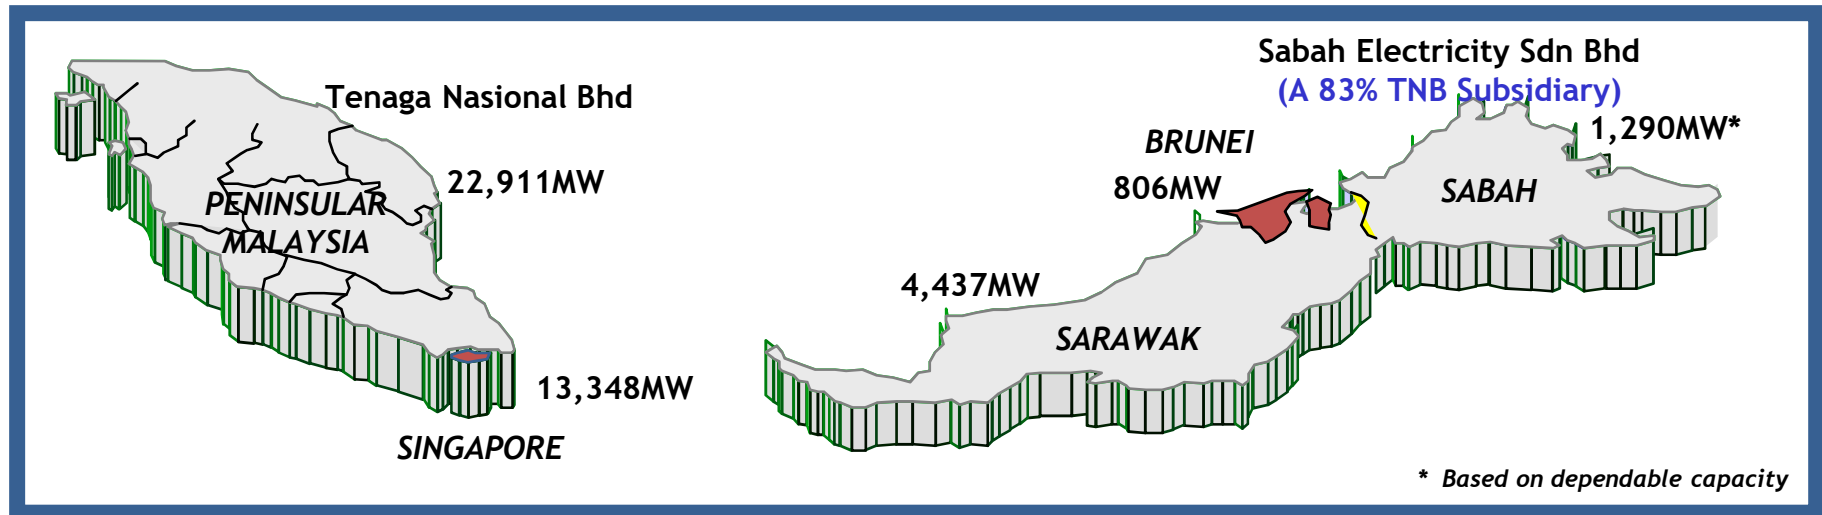 Sabah Electricity Sdn Bhd
(A 83% TNB Subsidiary)
Tenaga Nasional Bhd
1,290MW*
BRUNEI
806MW
22,911MW
SABAH
PENINSULAR
MALAYSIA
4,437MW
SARAWAK
13,348MW
SINGAPORE
* Based on dependable capacity